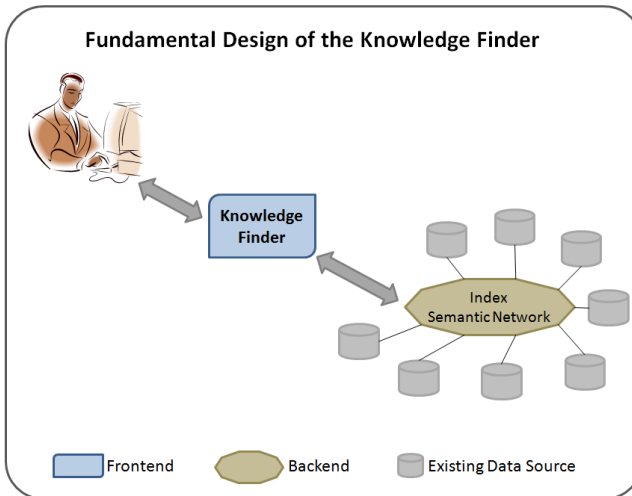 Fundamental Design of the Knowledge Finder
Knowledge
Finder
Index
Semantic Network
Frontend
Backend
Existing Data Source